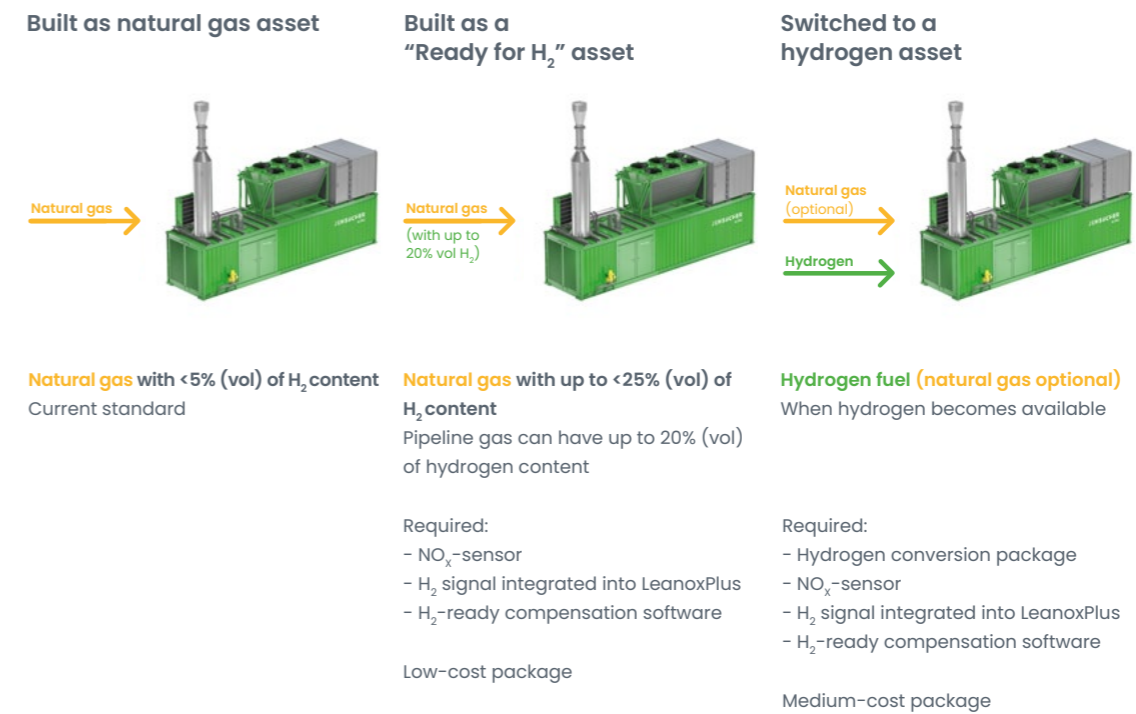 Built as natural gas asset
Natural gas
JENBACHER
Natural gas with <5% (vol) of H₂ content
Current standard
Built as a
“Ready for H₂” asset
Natural gas
(with up to
20% vol H₂)
JENBACHER
Natural gas with up to <25% (vol) of
H₂ content
Pipeline gas can have up to 20% (vol)
of hydrogen content
Required:
- NOₓ-sensor
- H₂ signal integrated into LeanoxPlus
- H₂-ready compensation software
Low-cost package
Switched to a
hydrogen asset
Natural gas
(optional)
Hydrogen
JENBACHER
Hydrogen fuel (natural gas optional)
When hydrogen becomes available
Required:
- Hydrogen conversion package
- NOₓ-sensor
- H₂ signal integrated into LeanoxPlus
- H₂-ready compensation software
Medium-cost package